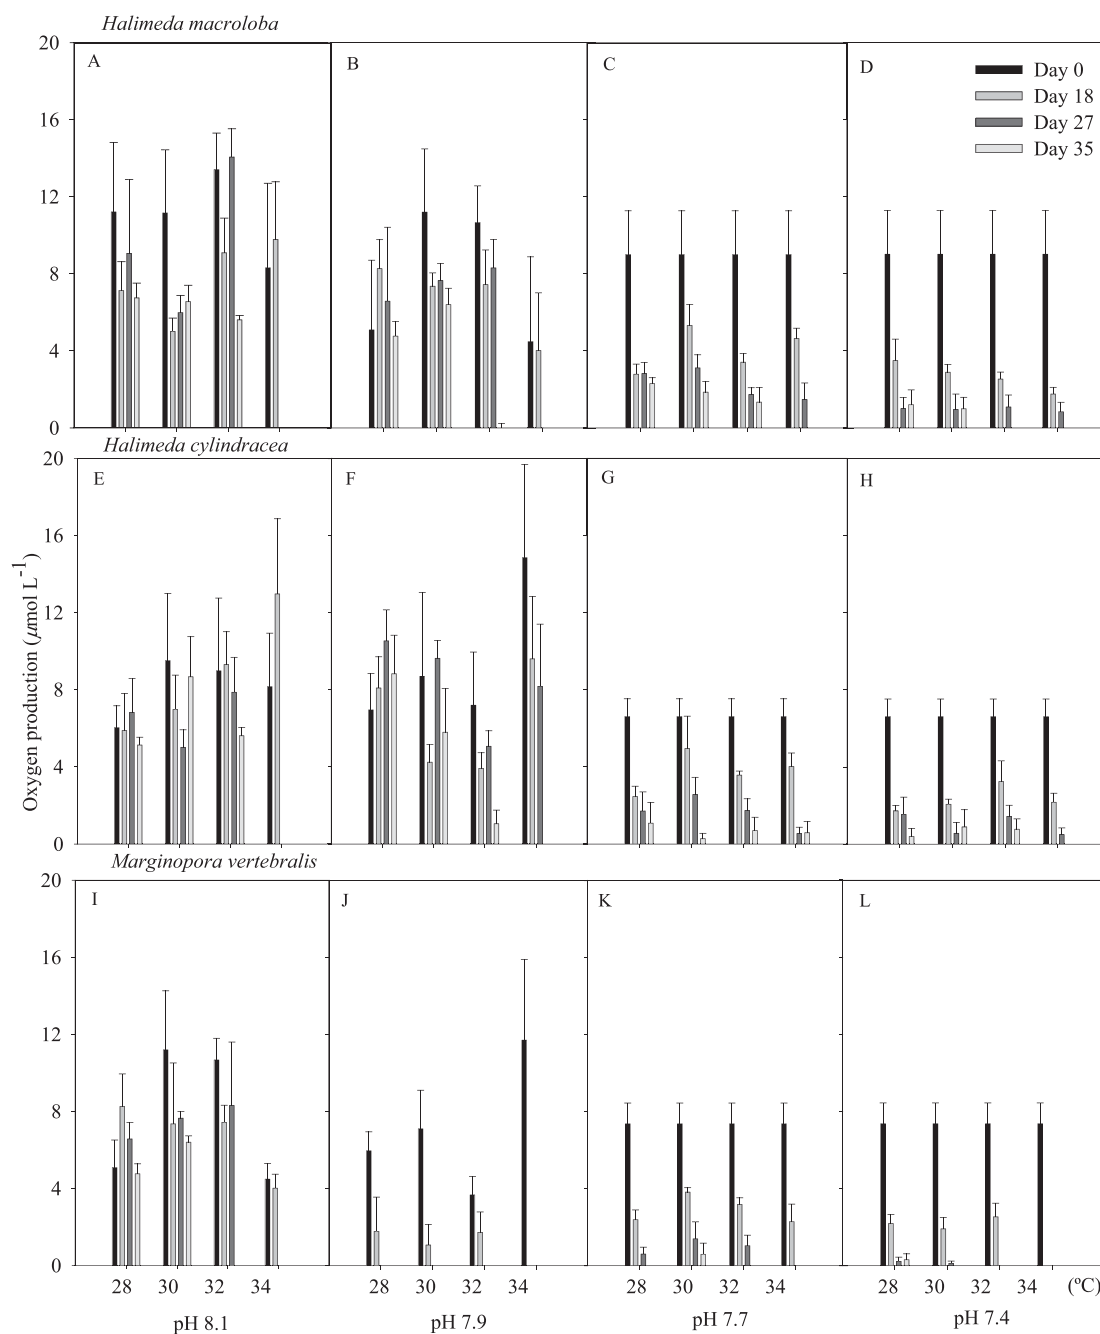 Halimeda macroloba
20
16
12
8
4
0
A
B
C
D
Day 0
Day 18
Day 27
Day 35
Halimeda cylindracea
20
16
12
8
4
0
E
F
G
H
Oxygen production (µmol L⁻¹)
Marginopora vertebralis
20
16
12
8
4
0
I
J
K
L
28 30 32 34 28 30 32 34 28 30 32 34 28 30 32 34 (ºC)
pH 8.1 pH 7.9 pH 7.7 pH 7.4